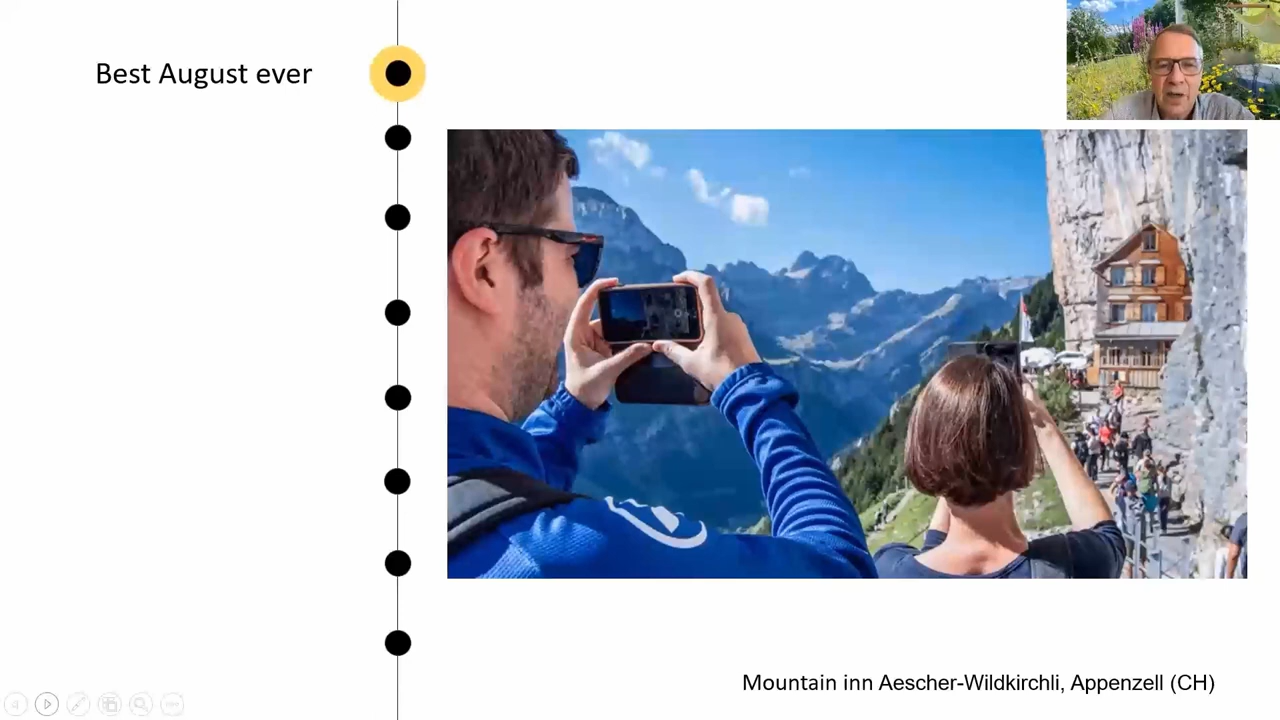 Best August ever
Mountain inn Aescher-Wildkirchli, Appenzell (CH)